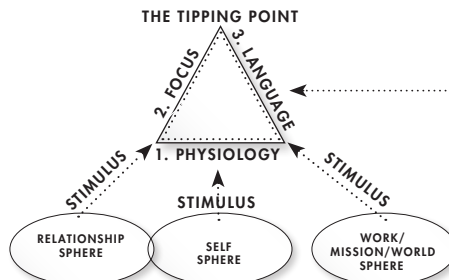 THE TIPPING POINT
2. FOCUS
3. LANGUAGE
1. PHYSIOLOGY
STIMULUS
STIMULUS
STIMULUS
RELATIONSHIP
SPHERE
SELF
SPHERE
WORK/
MISSION/WORLD
SPHERE